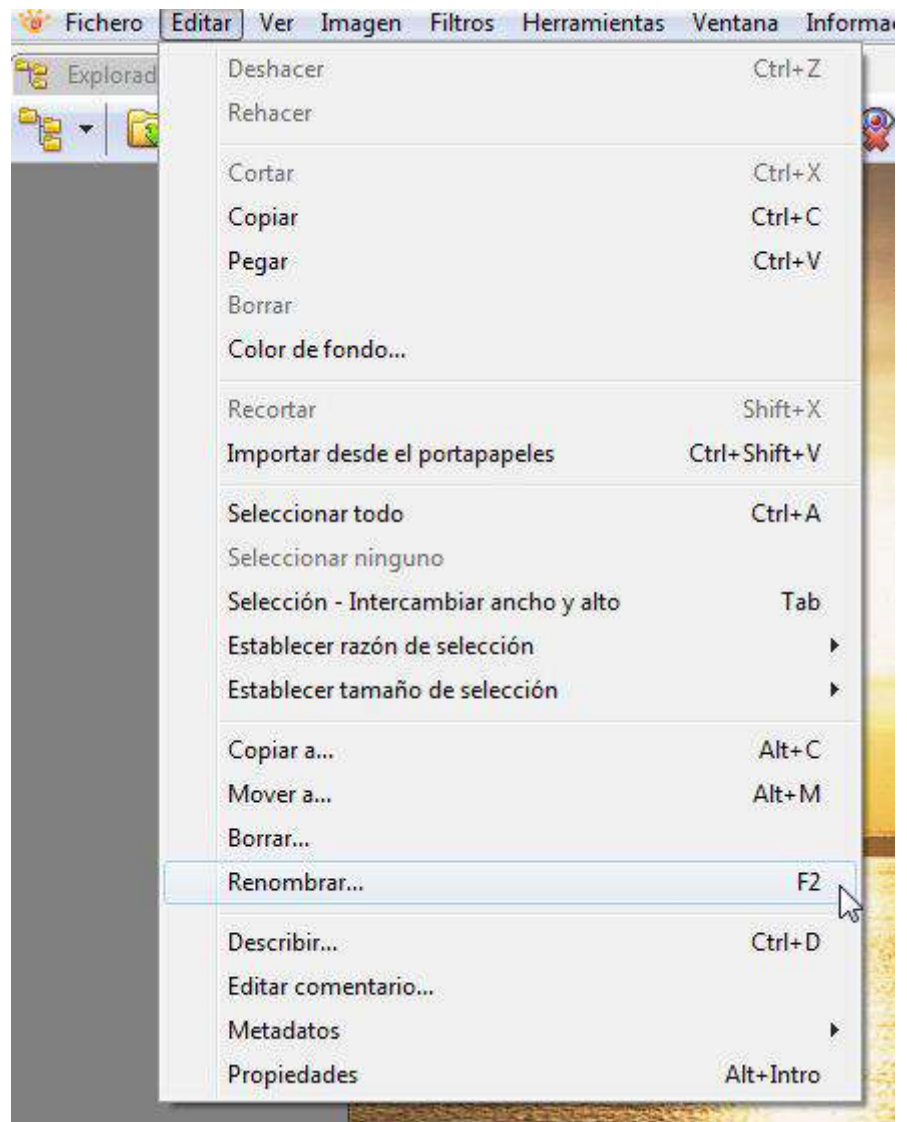 Fichero Editar Ver Imagen Filtros Herramientas Ventana Informa
Explorad
Deshacer Ctrl+Z
Rehacer
Cortar Ctrl+X
Copiar Ctrl+C
Pegar Ctrl+V
Borrar
Color de fondo...
Recortar Shift+X
Importar desde el portapapeles Ctrl+Shift+V
Seleccionar todo Ctrl+A
Seleccionar ninguno
Selección - Intercambiar ancho y alto Tab
Establecer razón de selección
Establecer tamaño de selección
Copiar a... Alt+C
Mover a... Alt+M
Borrar...
Renombrar... F2
Describir... Ctrl+D
Editar comentario...
Metadatos
Propiedades Alt+Intro